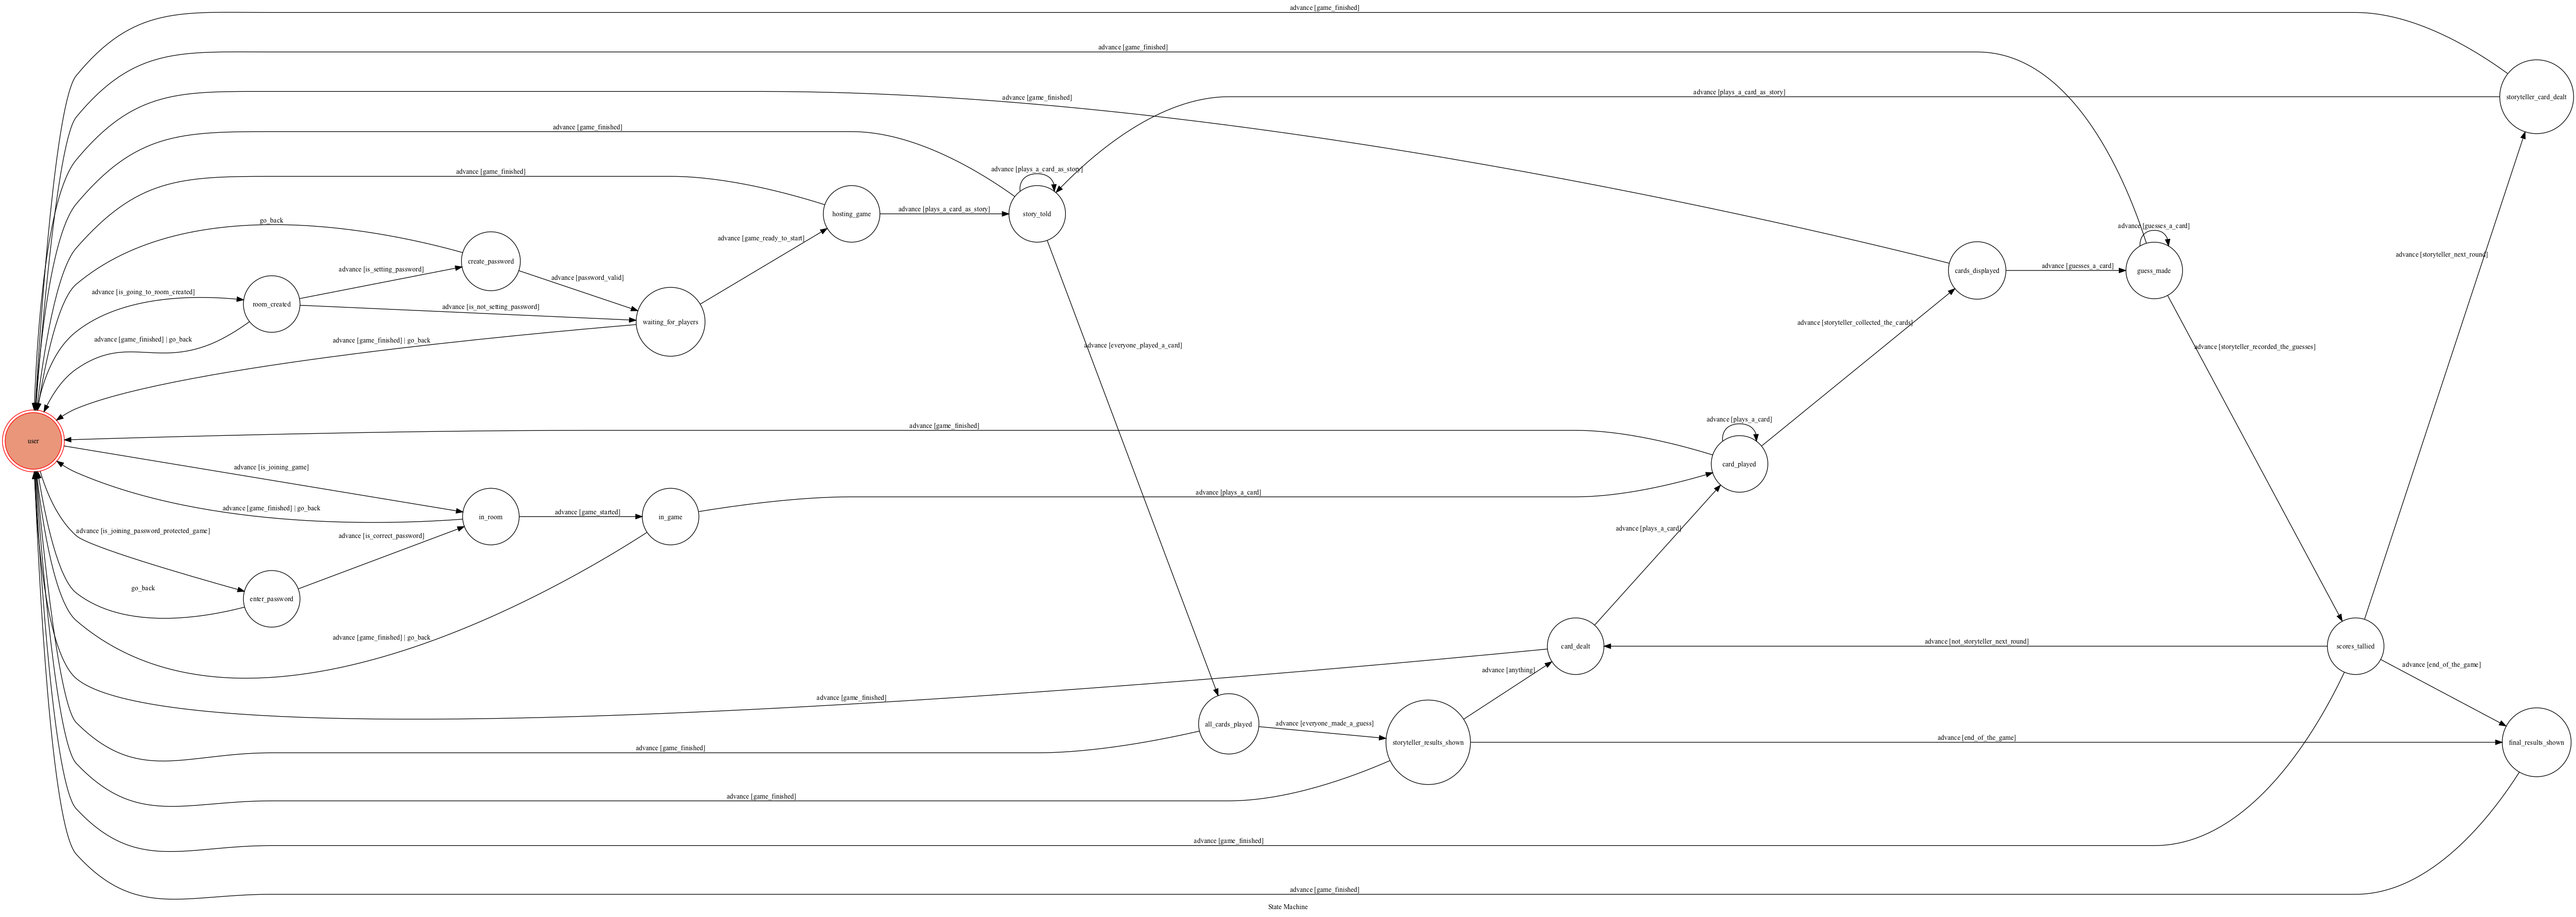 advance [game_finished]
advance [game_finished]
advance [plays_a_card_as_story]
storyteller_card_dealt
advance [game_finished]
advance [game_finished]
advance [game_finished]
advance [plays_a_card_as_story]
hosting_game
advance [plays_a_card_as_story]
story_told
go_back
advance [guesses_a_card]
advance [game_ready_to_start]
advance [storyteller_next_round]
create_password
advance [is_setting_password]
advance [password_valid]
cards_displayed
advance [guesses_a_card]
guess_made
advance [is_going_to_room_created]
room_created
advance [is_not_setting_password]
waiting_for_players
advance [storyteller_collected_the_cards]
advance [game_finished] | go_back
advance [game_finished] | go_back
advance [everyone_played_a_card]
advance [storyteller_recorded_the_guesses]
advance [game_finished]
advance [plays_a_card]
user
card_played
advance [is_joining_game]
advance [plays_a_card]
advance [game_finished] | go_back
in_room
advance [game_started]
in_game
advance [is_joining_password_protected_game]
advance [is_correct_password]
advance [plays_a_card]
go_back
enter_password
advance [game_finished] | go_back
card_dealt
advance [not_storyteller_next_round]
scores_tallied
advance [anything]
advance [end_of_the_game]
advance [game_finished]
all_cards_played
advance [everyone_made_a_guess]
advance [game_finished]
storyteller_results_shown
advance [end_of_the_game]
final_results_shown
advance [game_finished]
advance [game_finished]
advance [game_finished]
State Machine